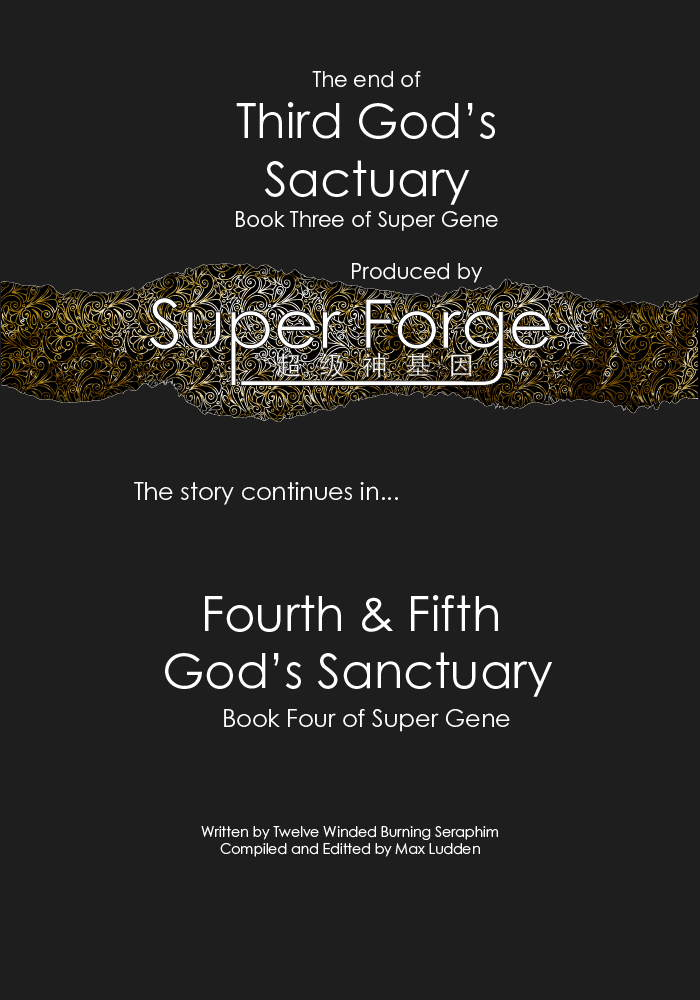 The end of
Third God’s
Sactuary
Book Three of Super Gene
Produced by
Super Forge
超级神基因
The story continues in...
Fourth & Fifth
God’s Sanctuary
Book Four of Super Gene
Written by Twelve Winded Burning Seraphim
Compiled and Editted by Max Ludden